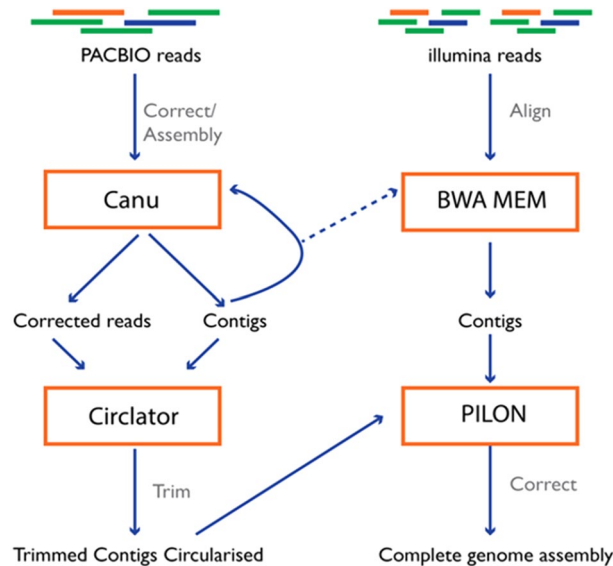 PACBIO reads
illumina reads
Correct/
Assembly
Align
Canu
BWA MEM
Corrected reads
Contigs
Contigs
Circlator
PILON
Trim
Correct
Trimmed Contigs Circularised
Complete genome assembly